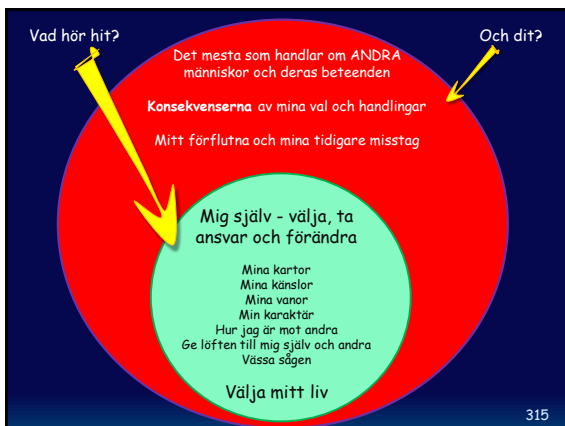 Vad hör hit?
Och dit?
Det mesta som handlar om ANDRA
människor och deras beteenden
Konsekvenserna av mina val och handlingar
Mitt förflutna och mina tidigare misstag
Mig själv - välja, ta
ansvar och förändra
Mina kartor
Mina känslor
Mina vanor
Min karaktär
Hur jag är mot andra
Ge löften till mig själv och andra
Vässa sågen
Välja mitt liv
315